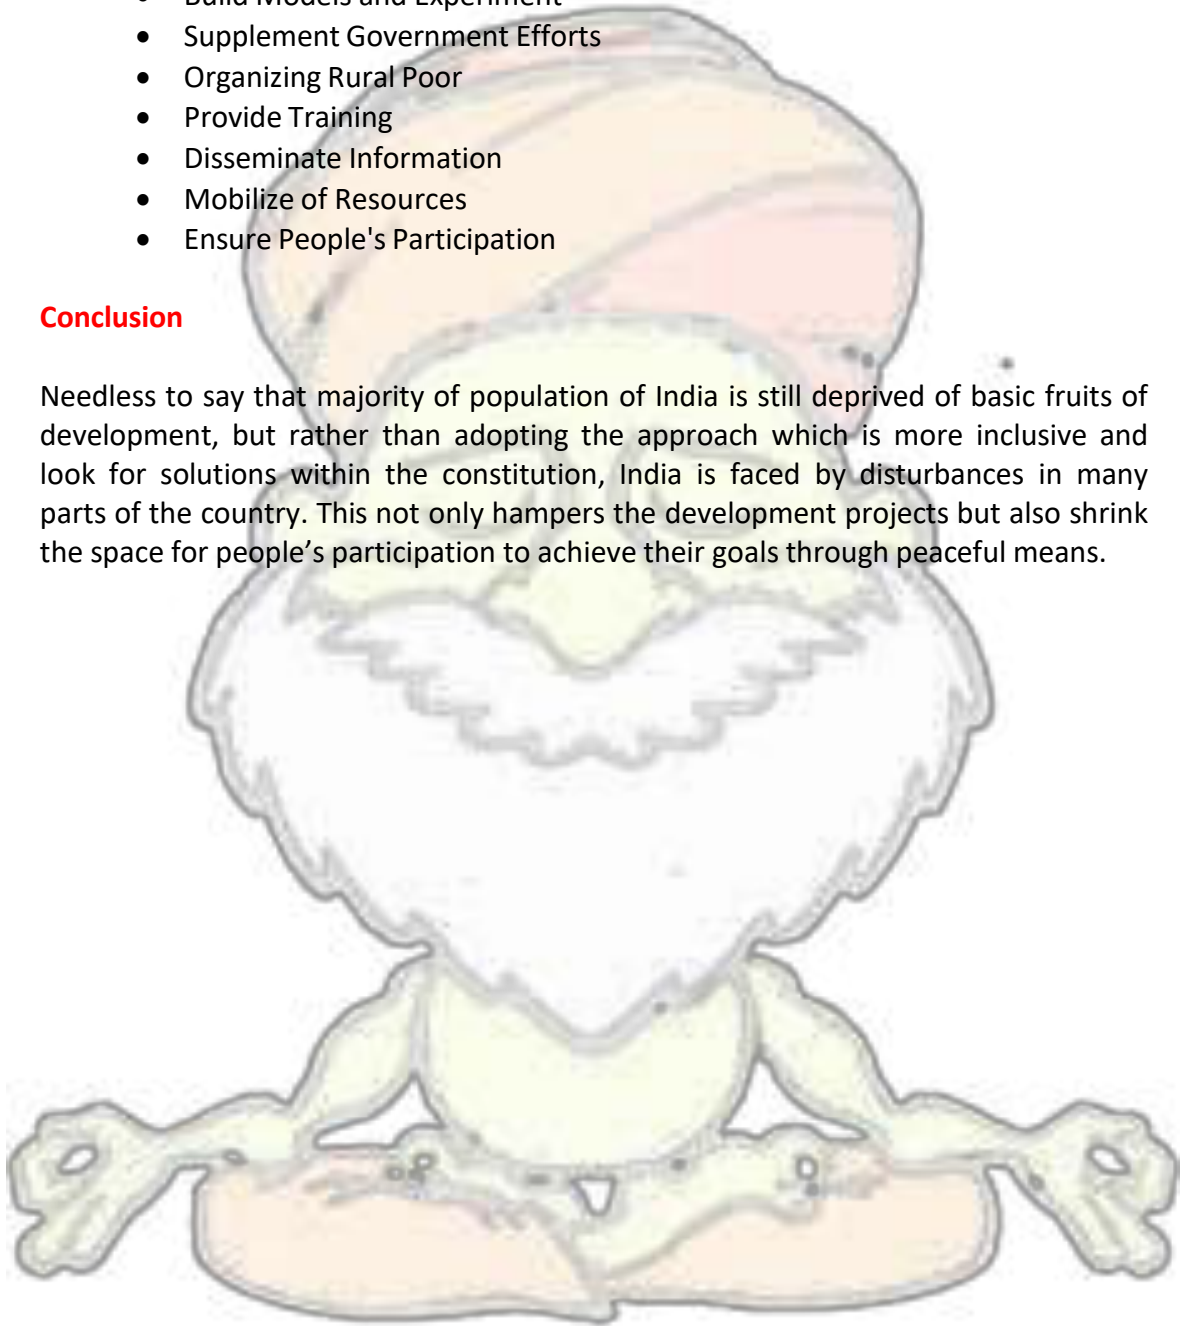 • Build Models and Experiment
• Supplement Government Efforts
• Organizing Rural Poor
• Provide Training
• Disseminate Information
• Mobilize of Resources
• Ensure People's Participation
Conclusion
Needless to say that majority of population of India is still deprived of basic fruits of
development, but rather than adopting the approach which is more inclusive and
look for solutions within the constitution, India is faced by disturbances in many
parts of the country. This not only hampers the development projects but also shrink
the space for people’s participation to achieve their goals through peaceful means.